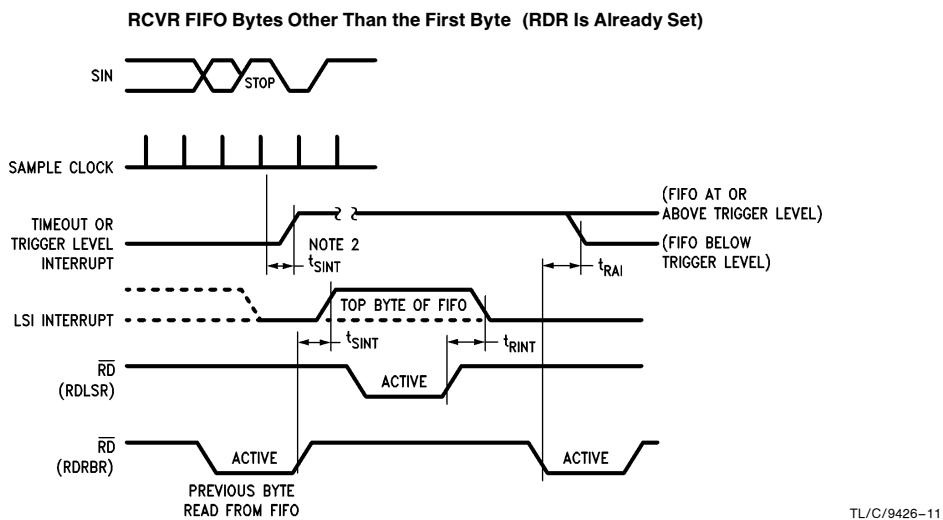 RCVR FIFO Bytes Other Than the First Byte (RDR Is Already Set)
SIN
STOP
SAMPLE CLOCK
TIMEOUT OR
TRIGGER LEVEL
INTERRUPT
NOTE 2
tSINT
(FIFO AT OR
ABOVE TRIGGER LEVEL)
(FIFO BELOW
TRIGGER LEVEL)
tRAI
LSI INTERRUPT
TOP BYTE OF FIFO
tSINT
tRINT
RD
(RDLSR)
ACTIVE
RD
(RDRBR)
ACTIVE
ACTIVE
PREVIOUS BYTE
READ FROM FIFO
TL/C/9426–11